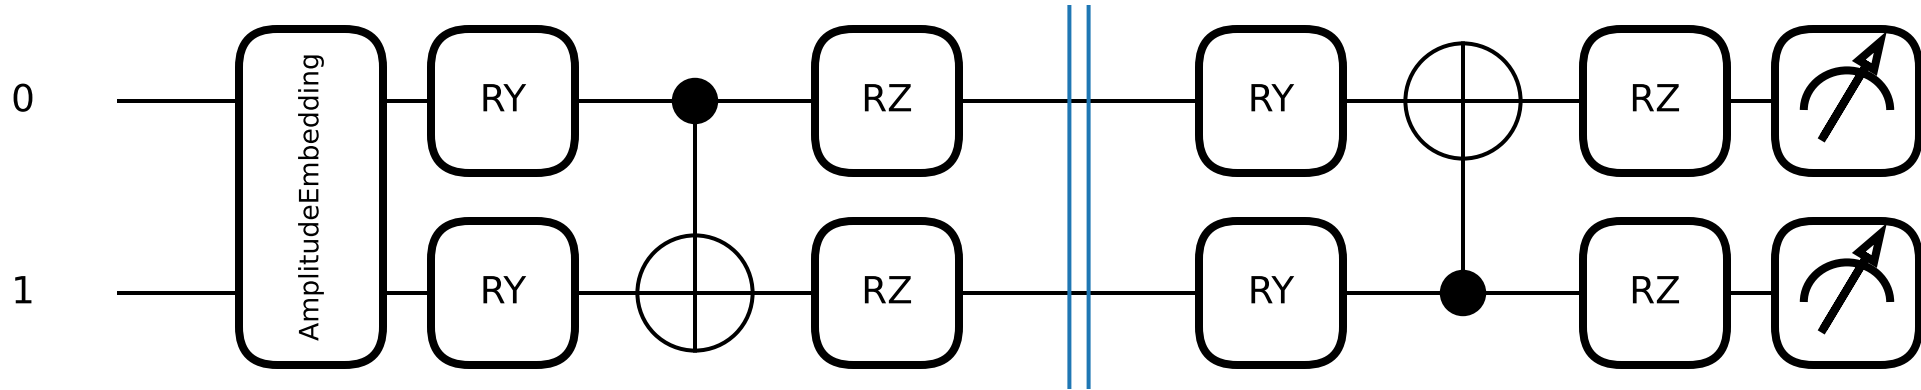 0 AmplitudeEmbedding RY RZ RY RZ
1 RY RZ RY RZ